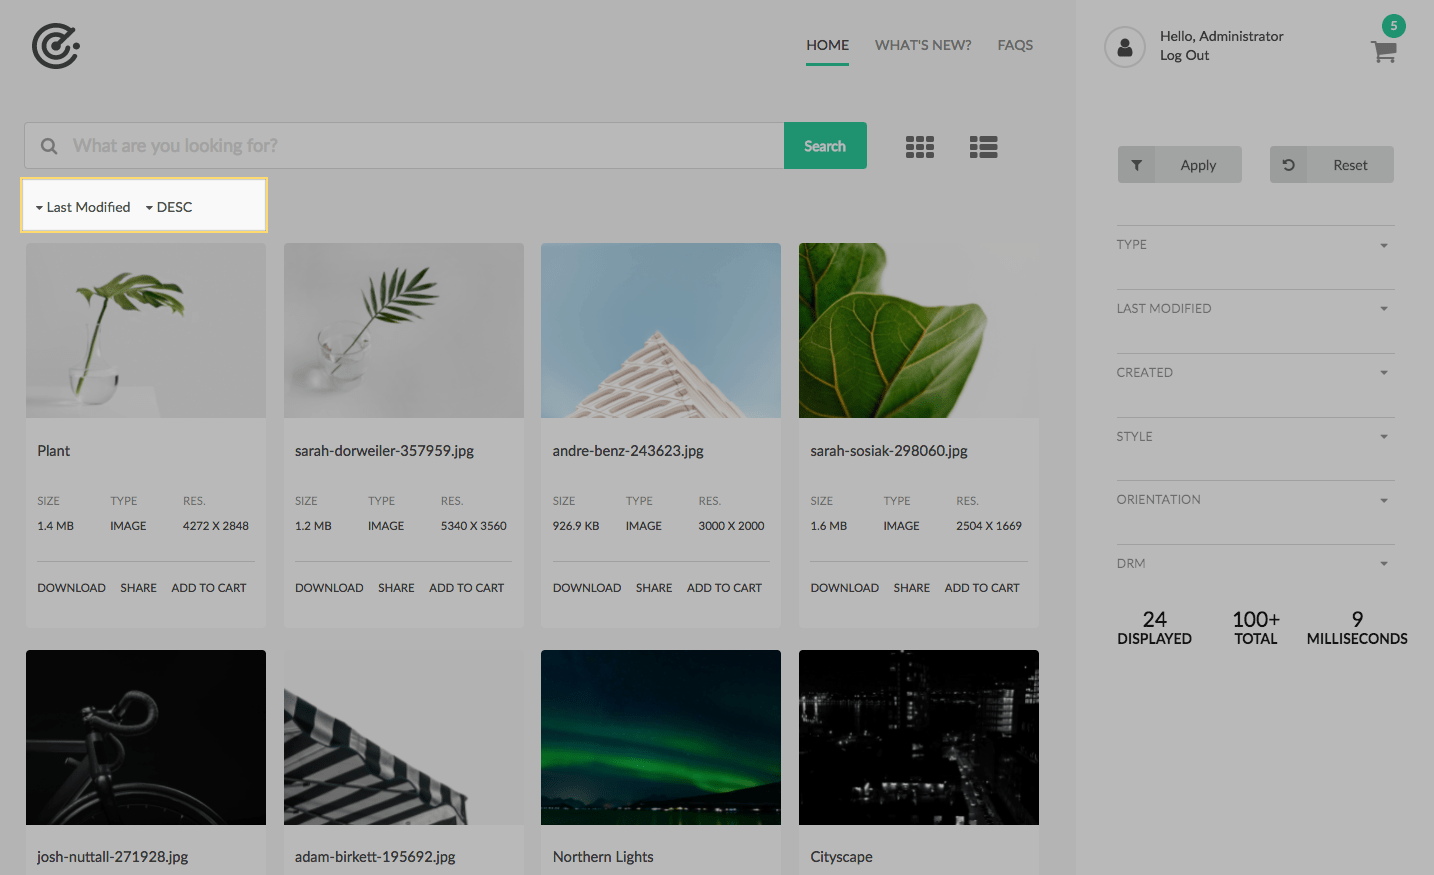 HOME WHAT'S NEW? FAQS
Hello, Administrator
Log Out
5
What are you looking for?
Search
Apply
Reset
Last Modified DESC
TYPE
LAST MODIFIED
CREATED
STYLE
ORIENTATION
DRM
24 100+ 9
DISPLAYED TOTAL MILLISECONDS
Plant
SIZE TYPE RES.
1.4 MB IMAGE 4272 X 2848
DOWNLOAD SHARE ADD TO CART
sarah-dorweiler-357959.jpg
SIZE TYPE RES.
1.2 MB IMAGE 5340 X 3560
DOWNLOAD SHARE ADD TO CART
andre-benz-243623.jpg
SIZE TYPE RES.
926.9 KB IMAGE 3000 X 2000
DOWNLOAD SHARE ADD TO CART
sarah-sosiak-298060.jpg
SIZE TYPE RES.
1.6 MB IMAGE 2504 X 1669
DOWNLOAD SHARE ADD TO CART
josh-nuttall-271928.jpg
adam-birkett-195692.jpg
Northern Lights
Cityscape